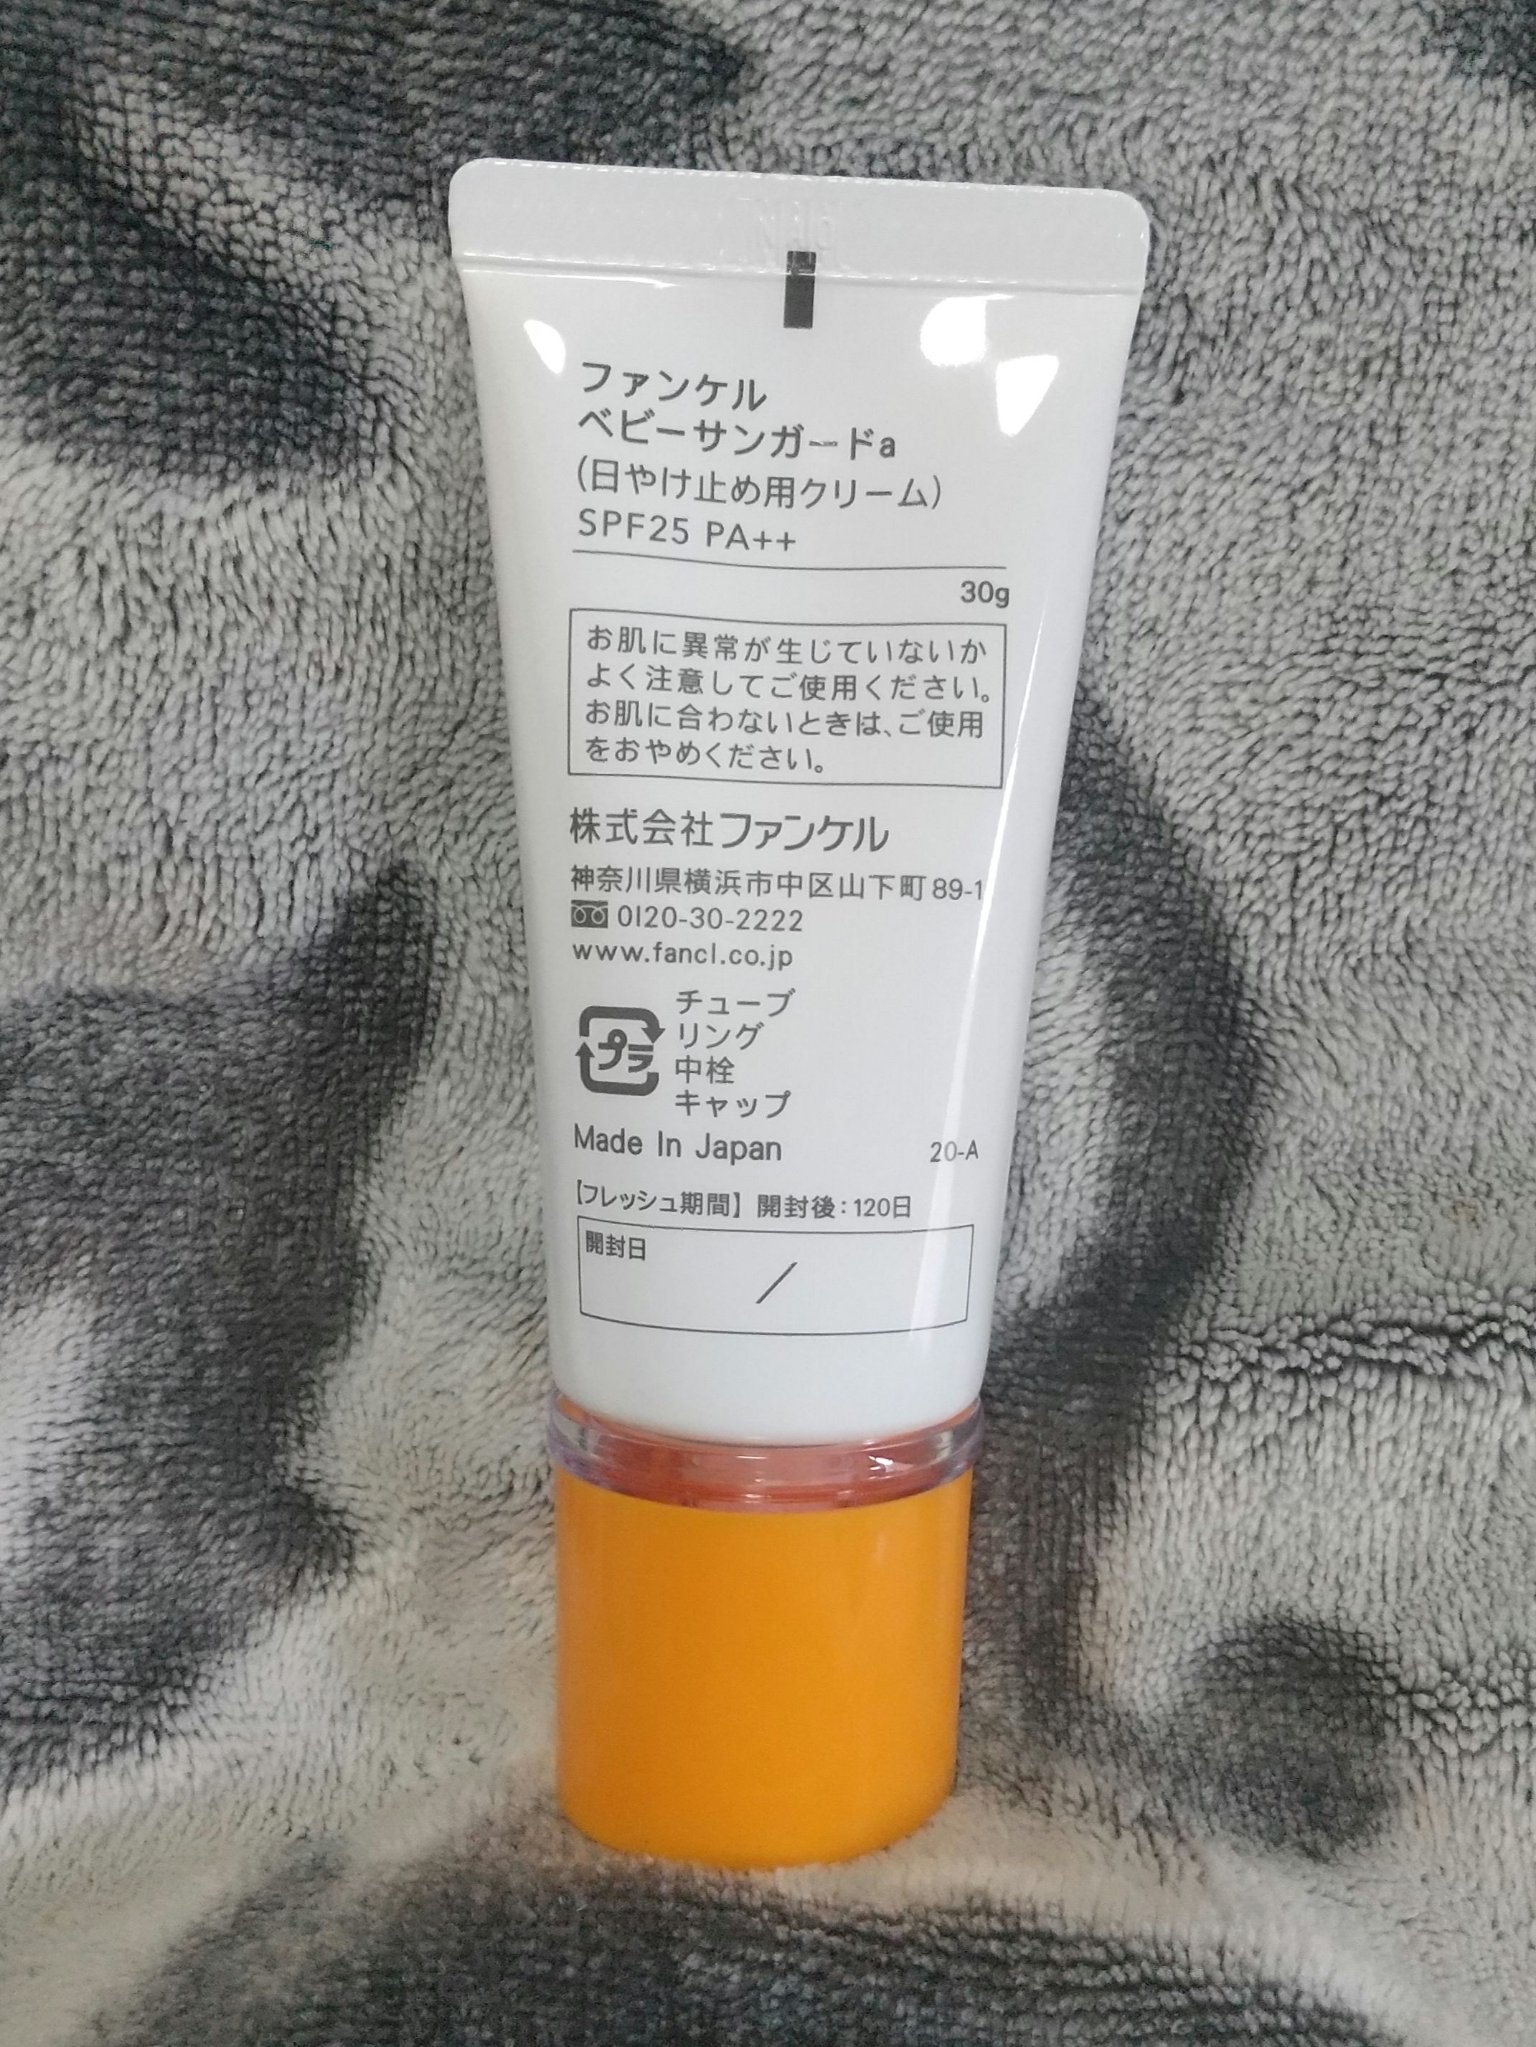 ファンケル
ベビーサンガードa
(日やけ止め用クリーム)
SPF25 PA++
30g
お肌に異常が生じていないか
よく注意してご使用ください。
お肌に合わないときは、ご使用
をおやめください。
株式会社ファンケル
神奈川県横浜市中区山下町89-1
0120-30-2222
www.fancl.co.jp
プラ
チューブ
リング
中栓
キャップ
Made In Japan 20-A
【フレッシュ期間】 開封後:120日
開封日
/